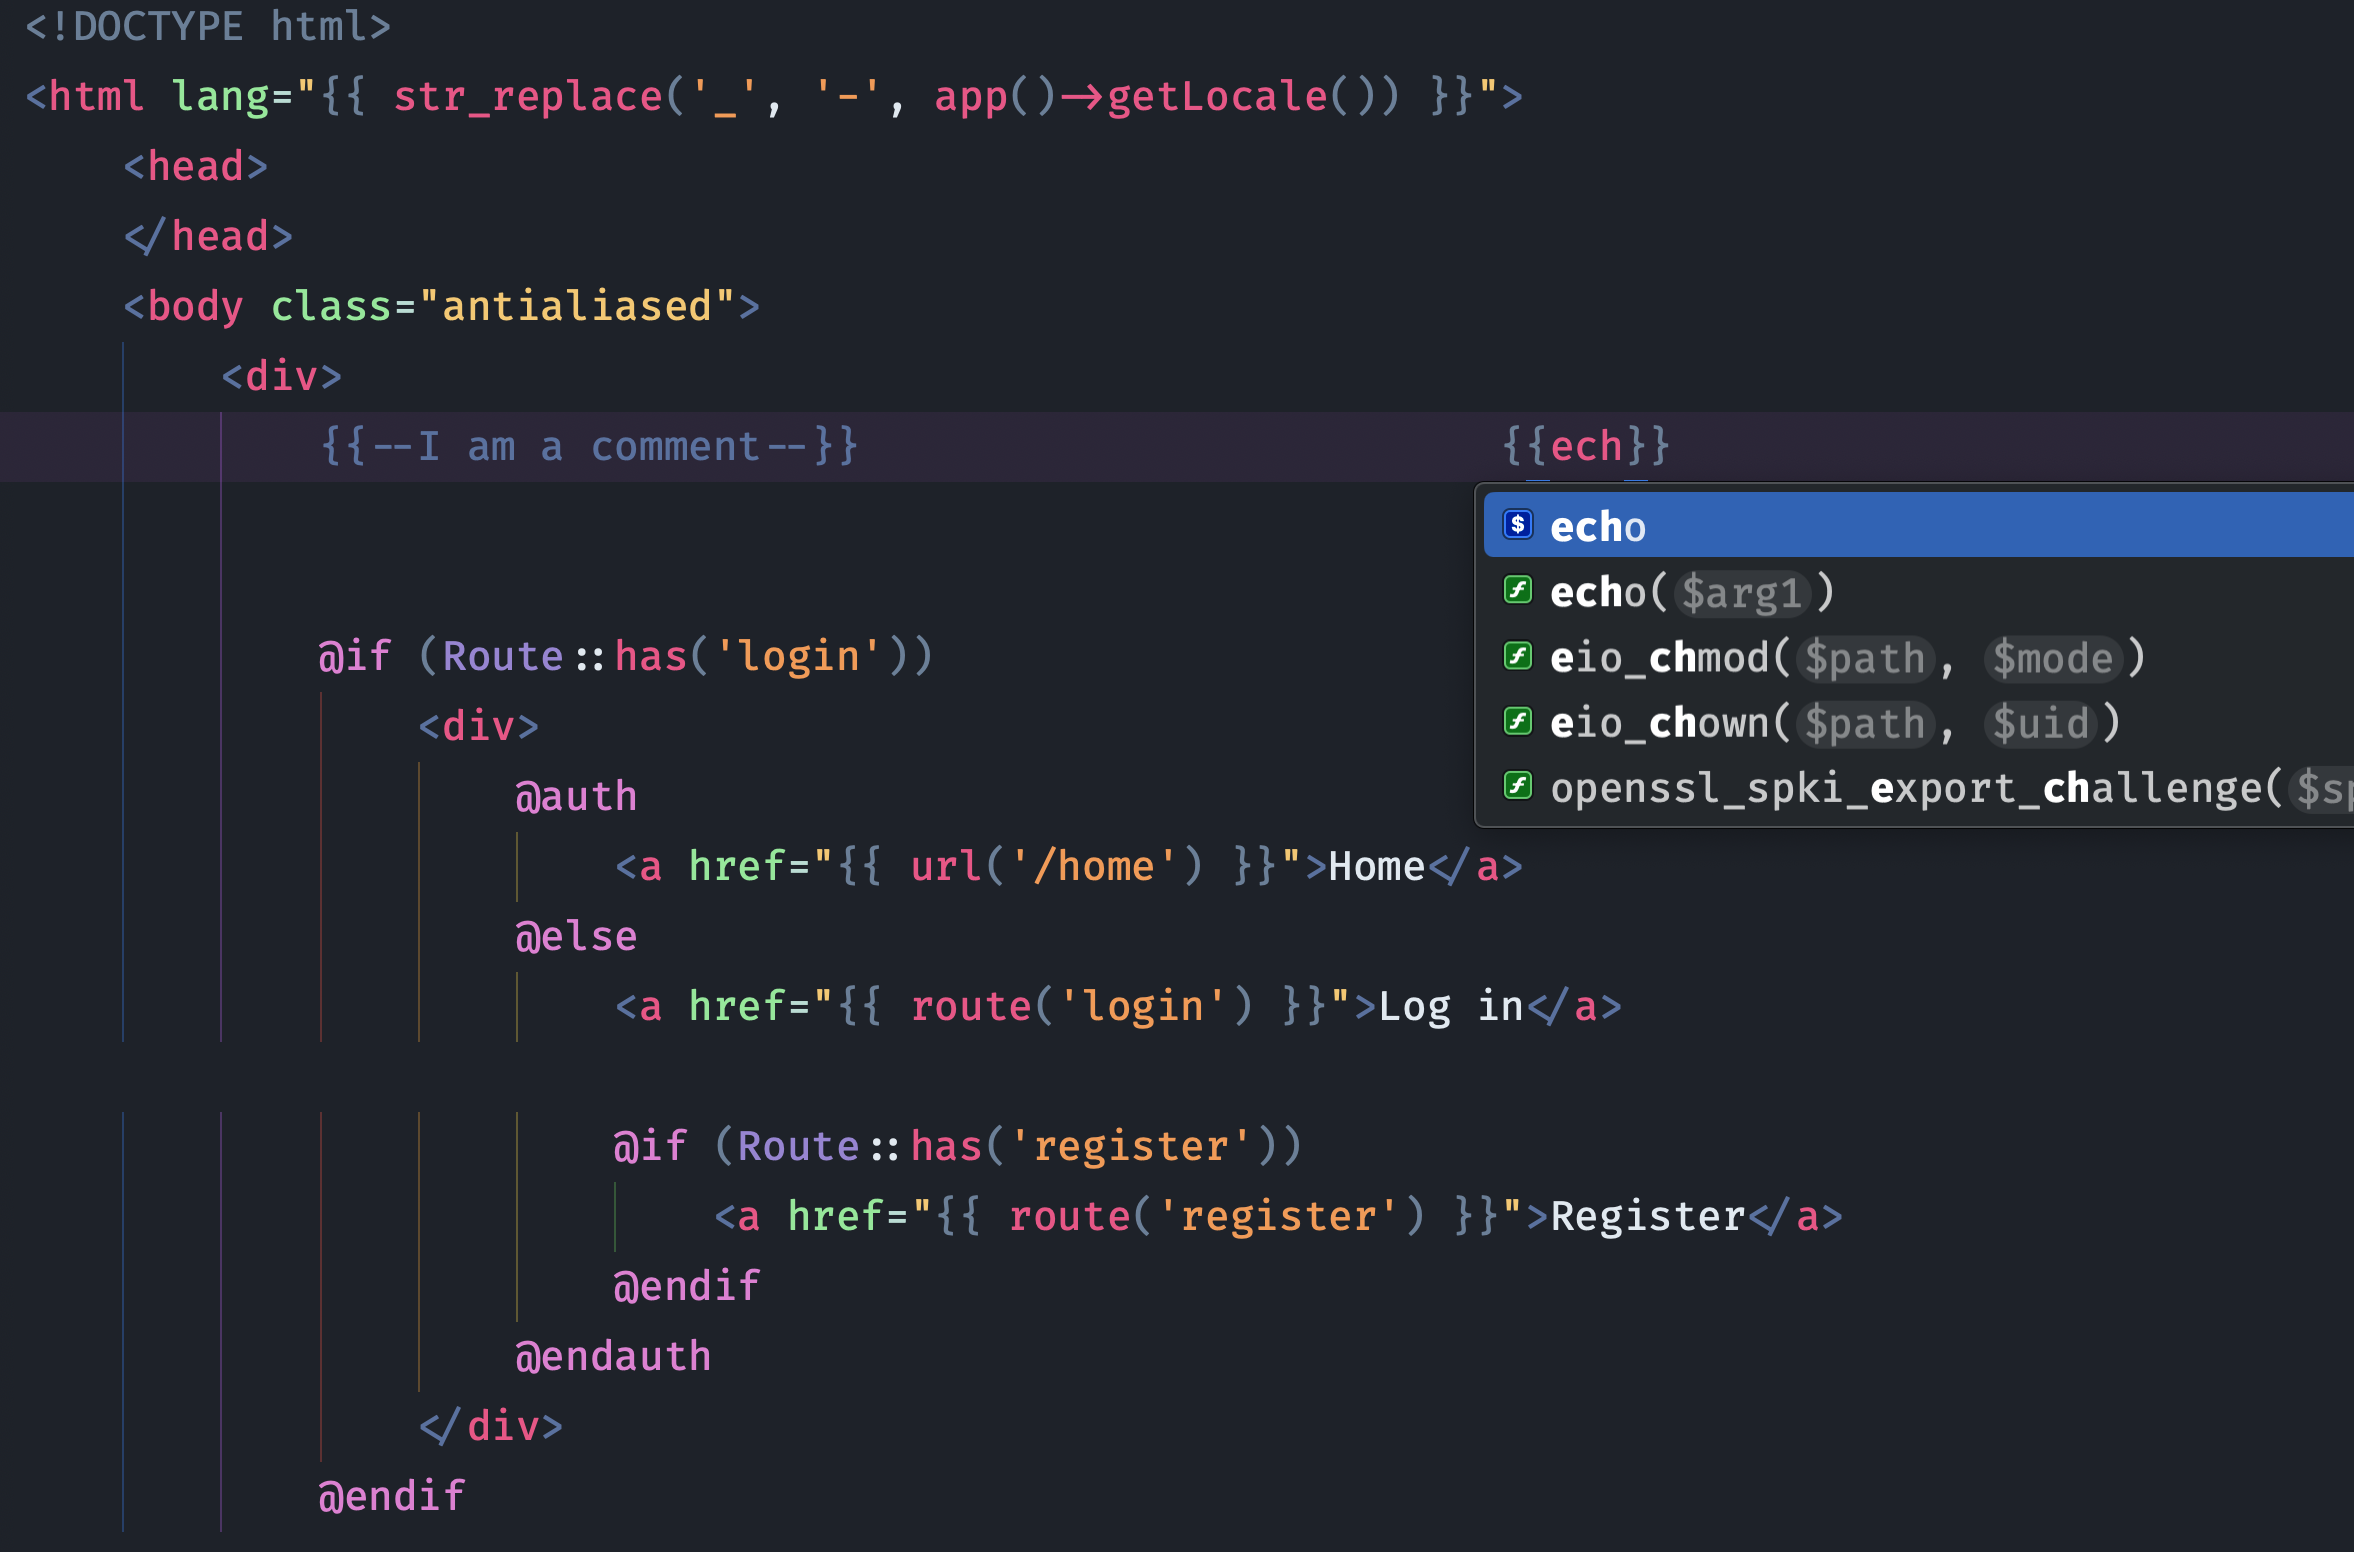 <!DOCTYPE html>
<html lang="{{ str_replace('_', '-', app()->getLocale()) }}">
<head>
</head>
<body class="antialiased">
<div>
{{--I am a comment--}} {{ech}}
$ echo
f echo($arg1)
f eio_chmod($path, $mode)
f eio_chown($path, $uid)
f openssl_spki_export_challenge(
@if (Route::has('login'))
<div>
@auth
<a href="{{ url('/home') }}">Home</a>
@else
<a href="{{ route('login') }}">Log in</a>
@if (Route::has('register'))
<a href="{{ route('register') }}">Register</a>
@endif
@endauth
</div>
@endif